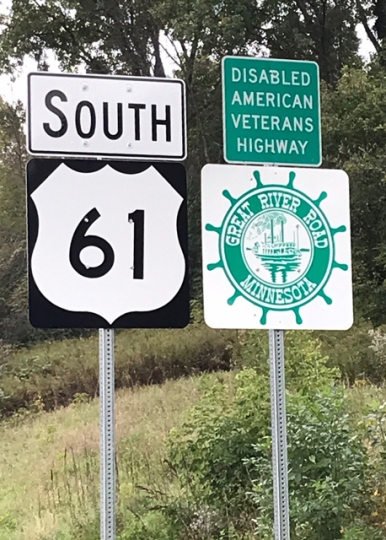 SOUTH
61
DISABLED
AMERICAN
VETERANS
HIGHWAY
GREAT RIVER ROAD
MINNESOTA